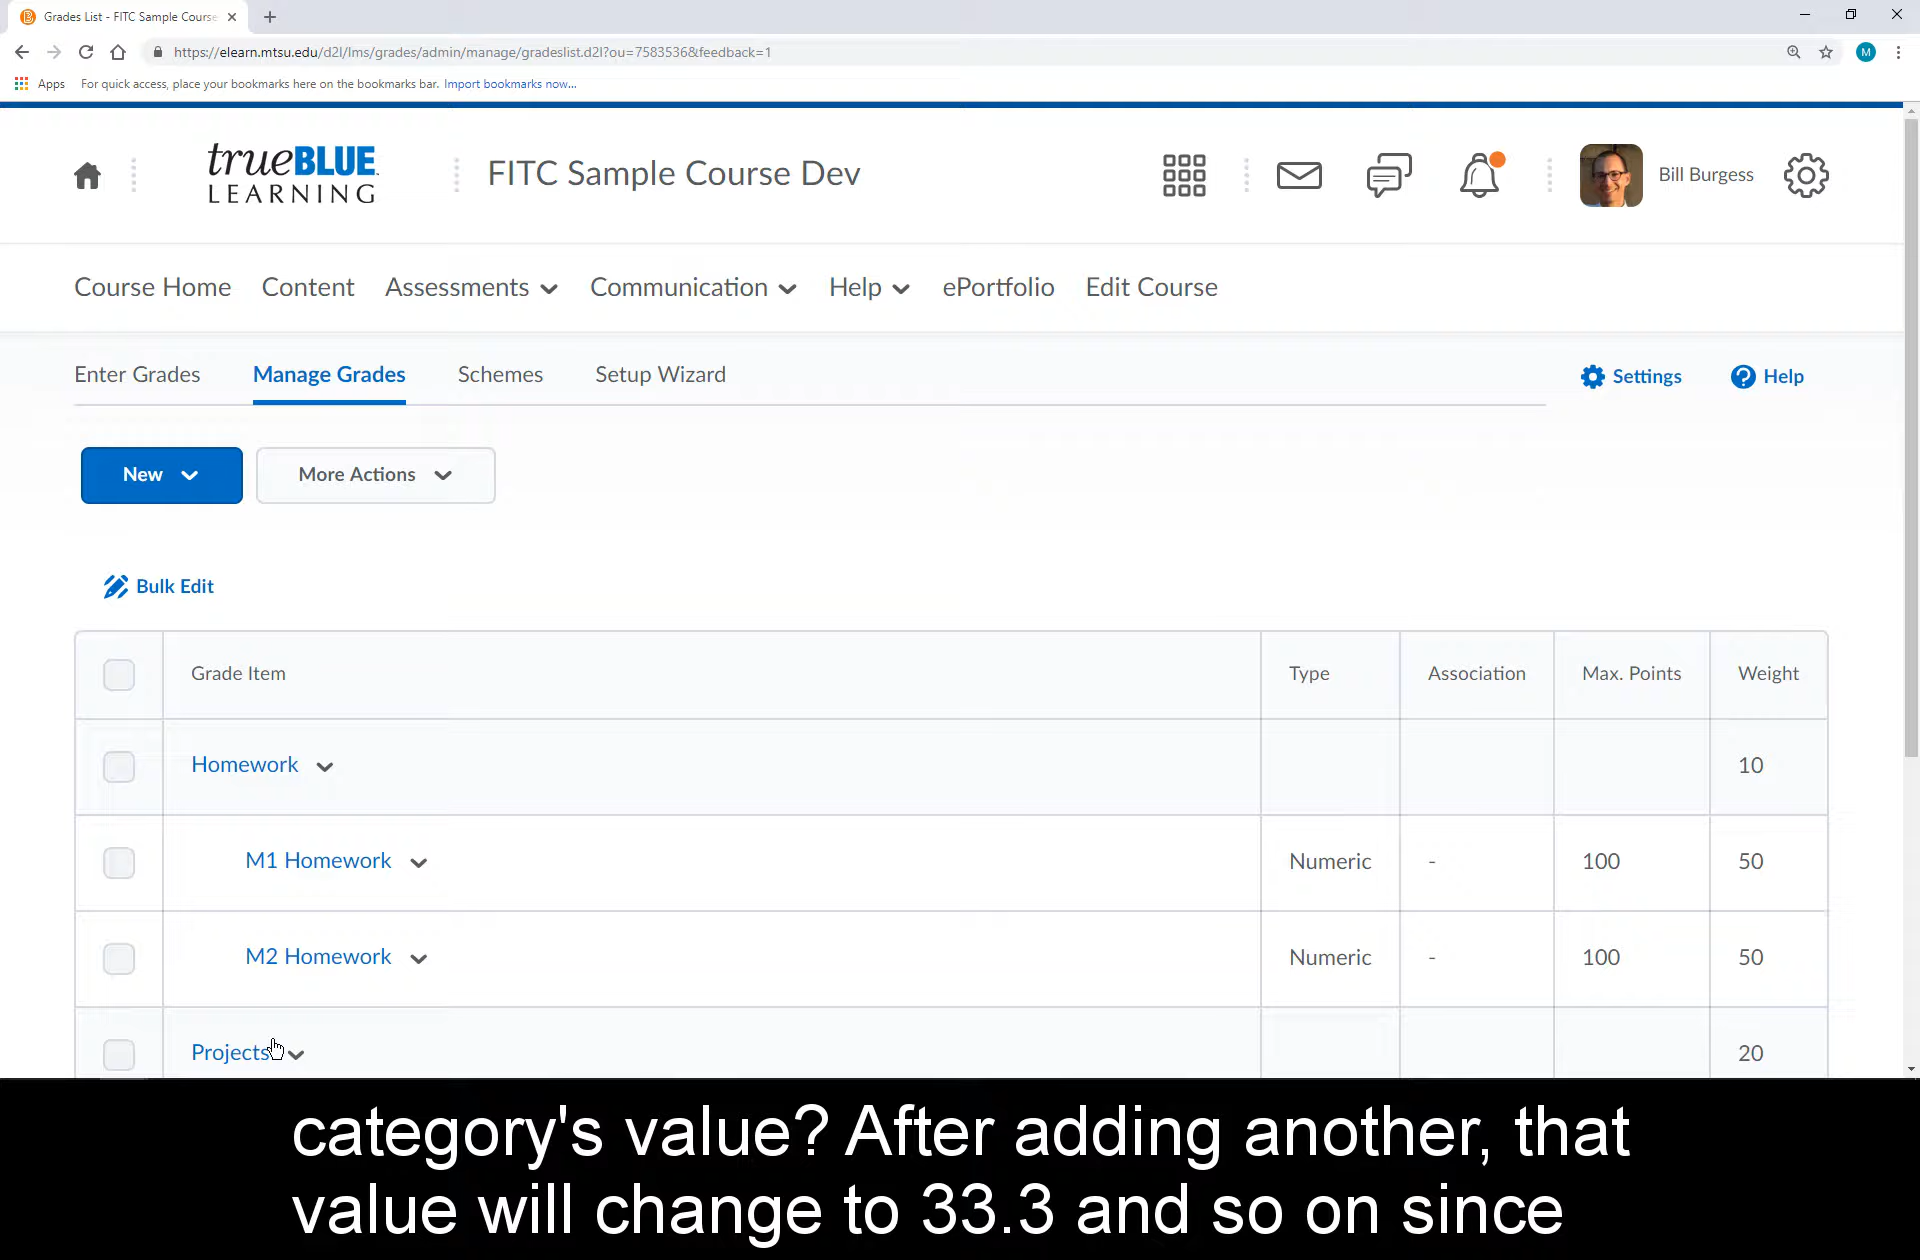 Grades List - FITC Sample Course
https://elearn.mtsu.edu/d2l/lms/grades/admin/manage/gradeslist.d2l?ou=7583536&feedback=1
M
Apps For quick access, place your bookmarks here on the bookmarks bar. Import bookmarks now...
trueBLUE LEARNING
FITC Sample Course Dev
Bill Burgess
Course Home Content Assessments Communication Help ePortfolio Edit Course
Enter Grades Manage Grades Schemes Setup Wizard Settings Help
New More Actions
Bulk Edit
Grade Item Type Association Max. Points Weight
Homework 10
M1 Homework Numeric - 100 50
M2 Homework Numeric - 100 50
Projects 20
category's value? After adding another, that
value will change to 33.3 and so on since